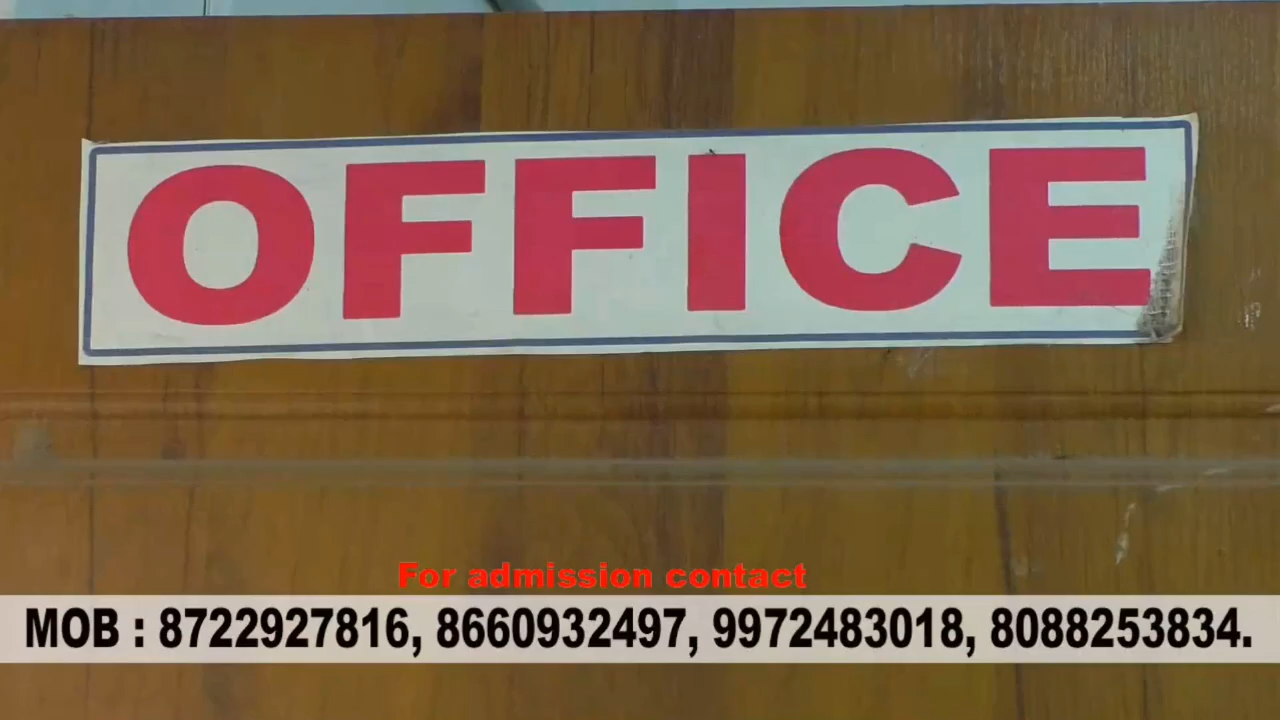 OFFICE
For admission contact
MOB : 8722927816, 8660932497, 9972483018, 8088253834.